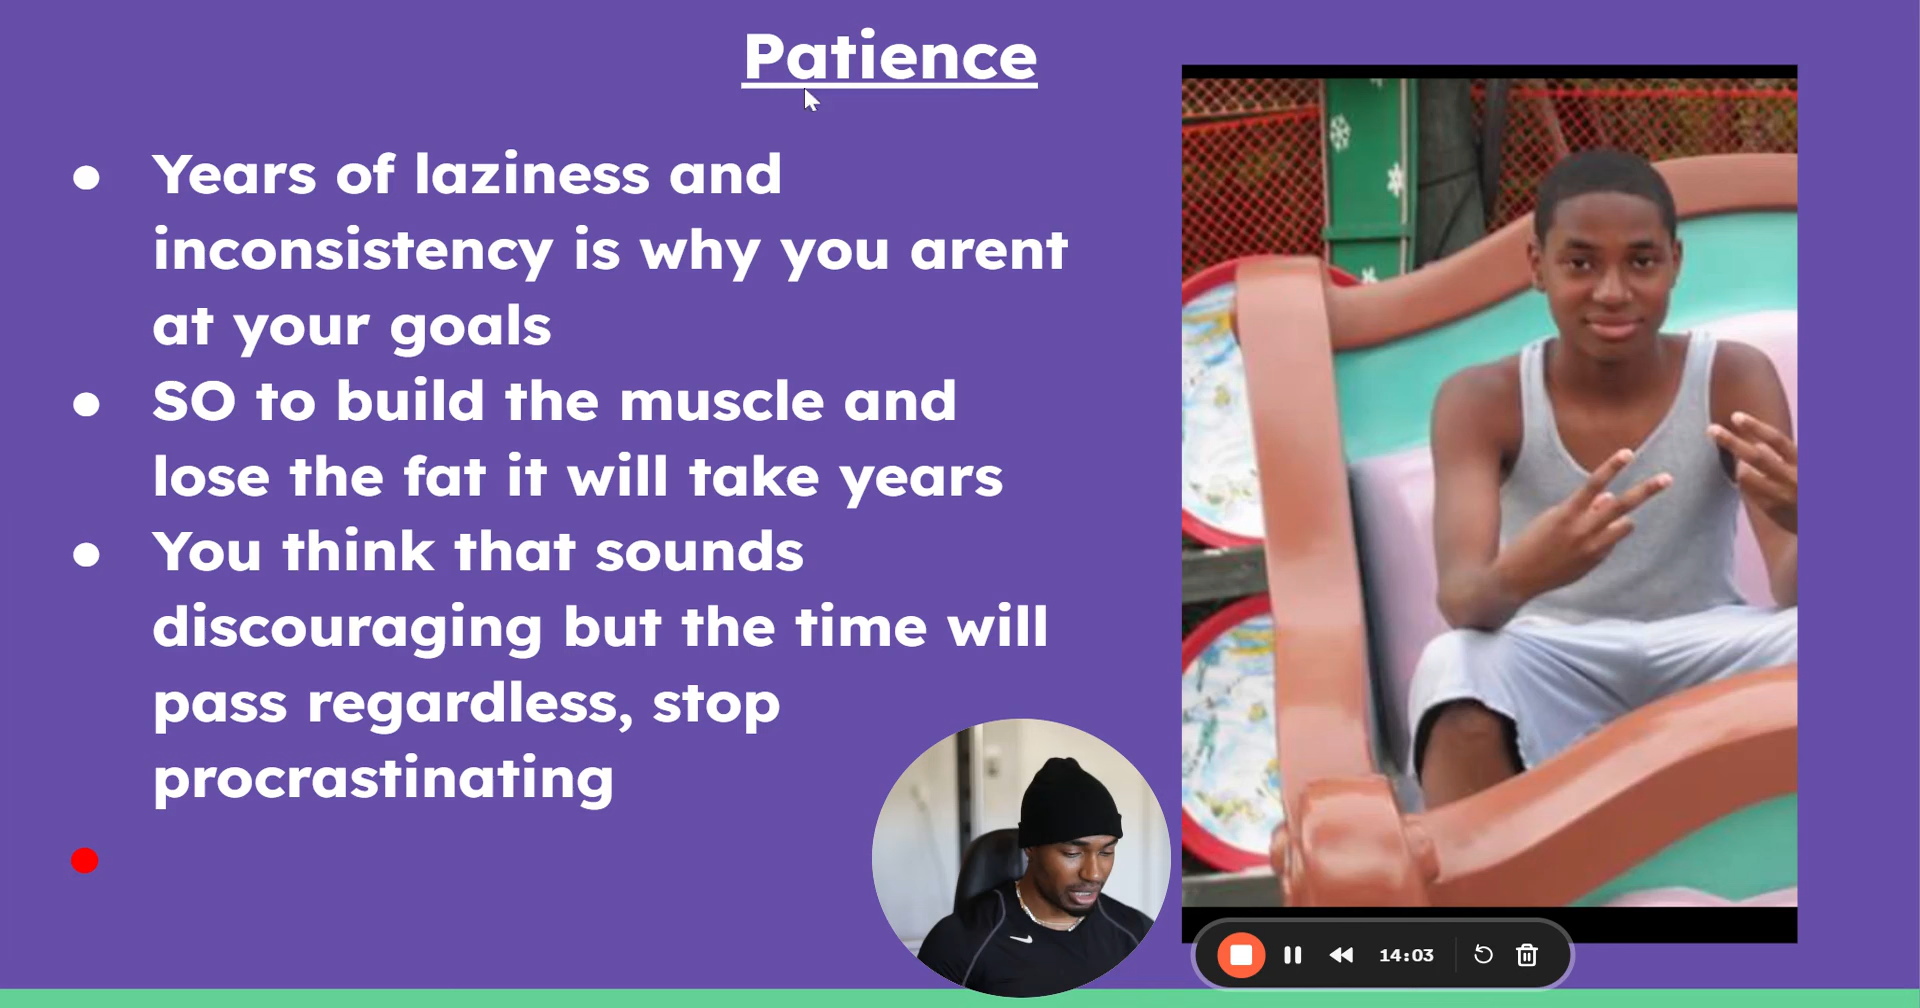 Patience
Years of laziness and
inconsistency is why you arent
at your goals
SO to build the muscle and
lose the fat it will take years
You think that sounds
discouraging but the time will
pass regardless, stop
procrastinating
14:03